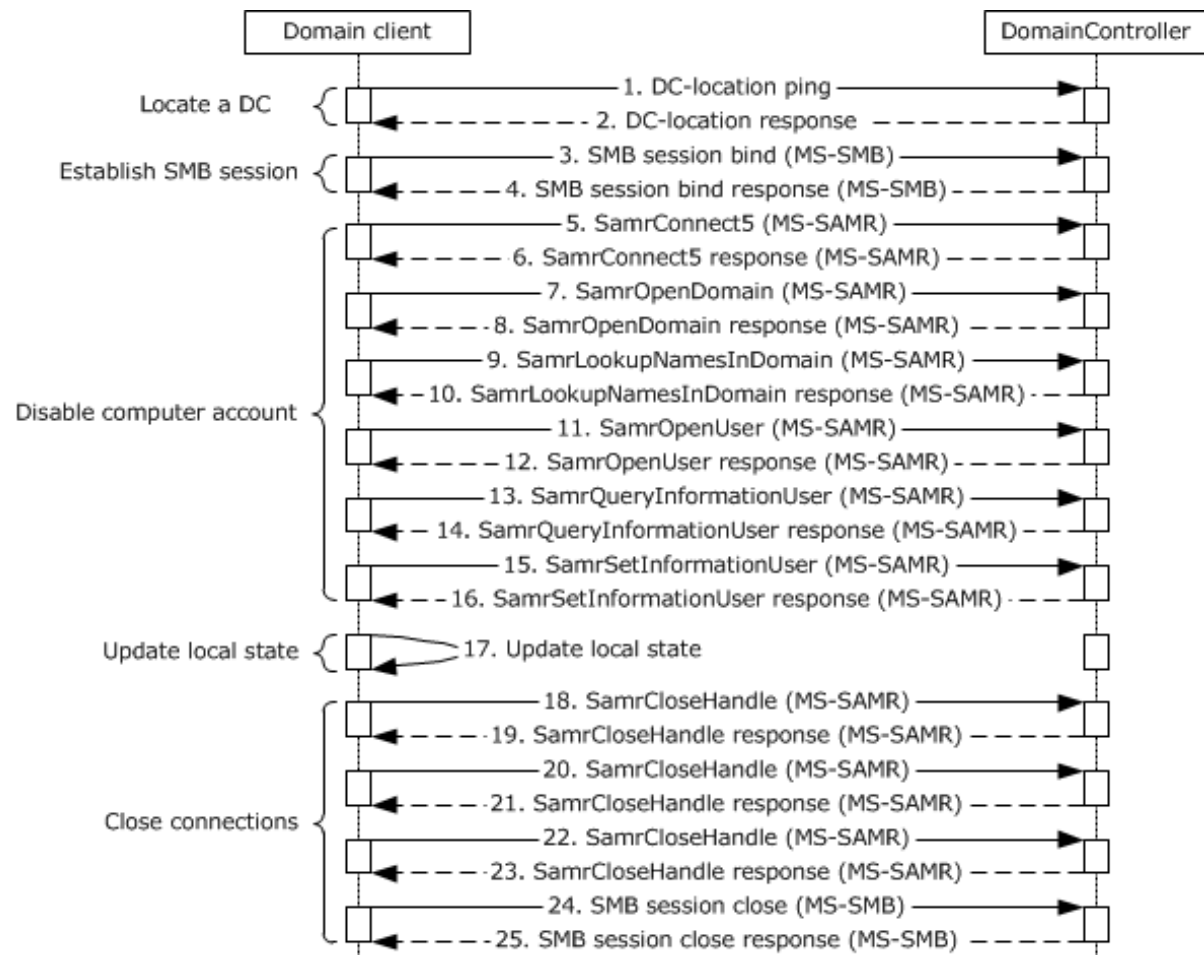 Domain client
DomainController
Locate a DC
1. DC-location ping
2. DC-location response
Establish SMB session
3. SMB session bind (MS-SMB)
4. SMB session bind response (MS-SMB)
Disable computer account
5. SamrConnect5 (MS-SAMR)
6. SamrConnect5 response (MS-SAMR)
7. SamrOpenDomain (MS-SAMR)
8. SamrOpenDomain response (MS-SAMR)
9. SamrLookupNamesInDomain (MS-SAMR)
10. SamrLookupNamesInDomain response (MS-SAMR)
11. SamrOpenUser (MS-SAMR)
12. SamrOpenUser response (MS-SAMR)
13. SamrQueryInformationUser (MS-SAMR)
14. SamrQueryInformationUser response (MS-SAMR)
15. SamrSetInformationUser (MS-SAMR)
16. SamrSetInformationUser response (MS-SAMR)
Update local state
17. Update local state
Close connections
18. SamrCloseHandle (MS-SAMR)
19. SamrCloseHandle response (MS-SAMR)
20. SamrCloseHandle (MS-SAMR)
21. SamrCloseHandle response (MS-SAMR)
22. SamrCloseHandle (MS-SAMR)
23. SamrCloseHandle response (MS-SAMR)
24. SMB session close (MS-SMB)
25. SMB session close response (MS-SMB)